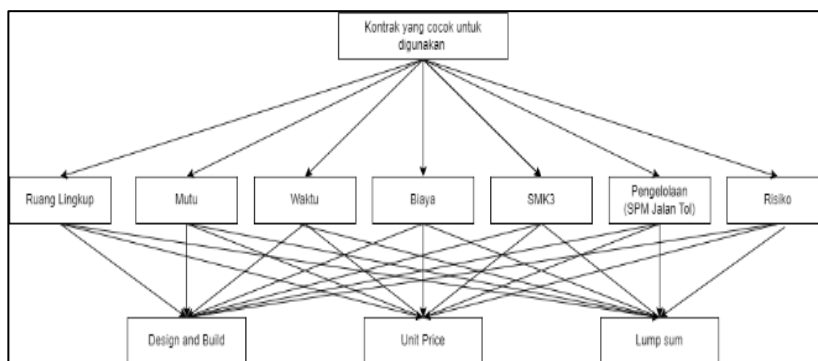 Kontrak yang cocok untuk
digunakan
Ruang Lingkup
Mutu
Waktu
Biaya
SMK3
Pengelolaan
(SPM Jalan Tol)
Risiko
Design and Build
Unit Price
Lump sum